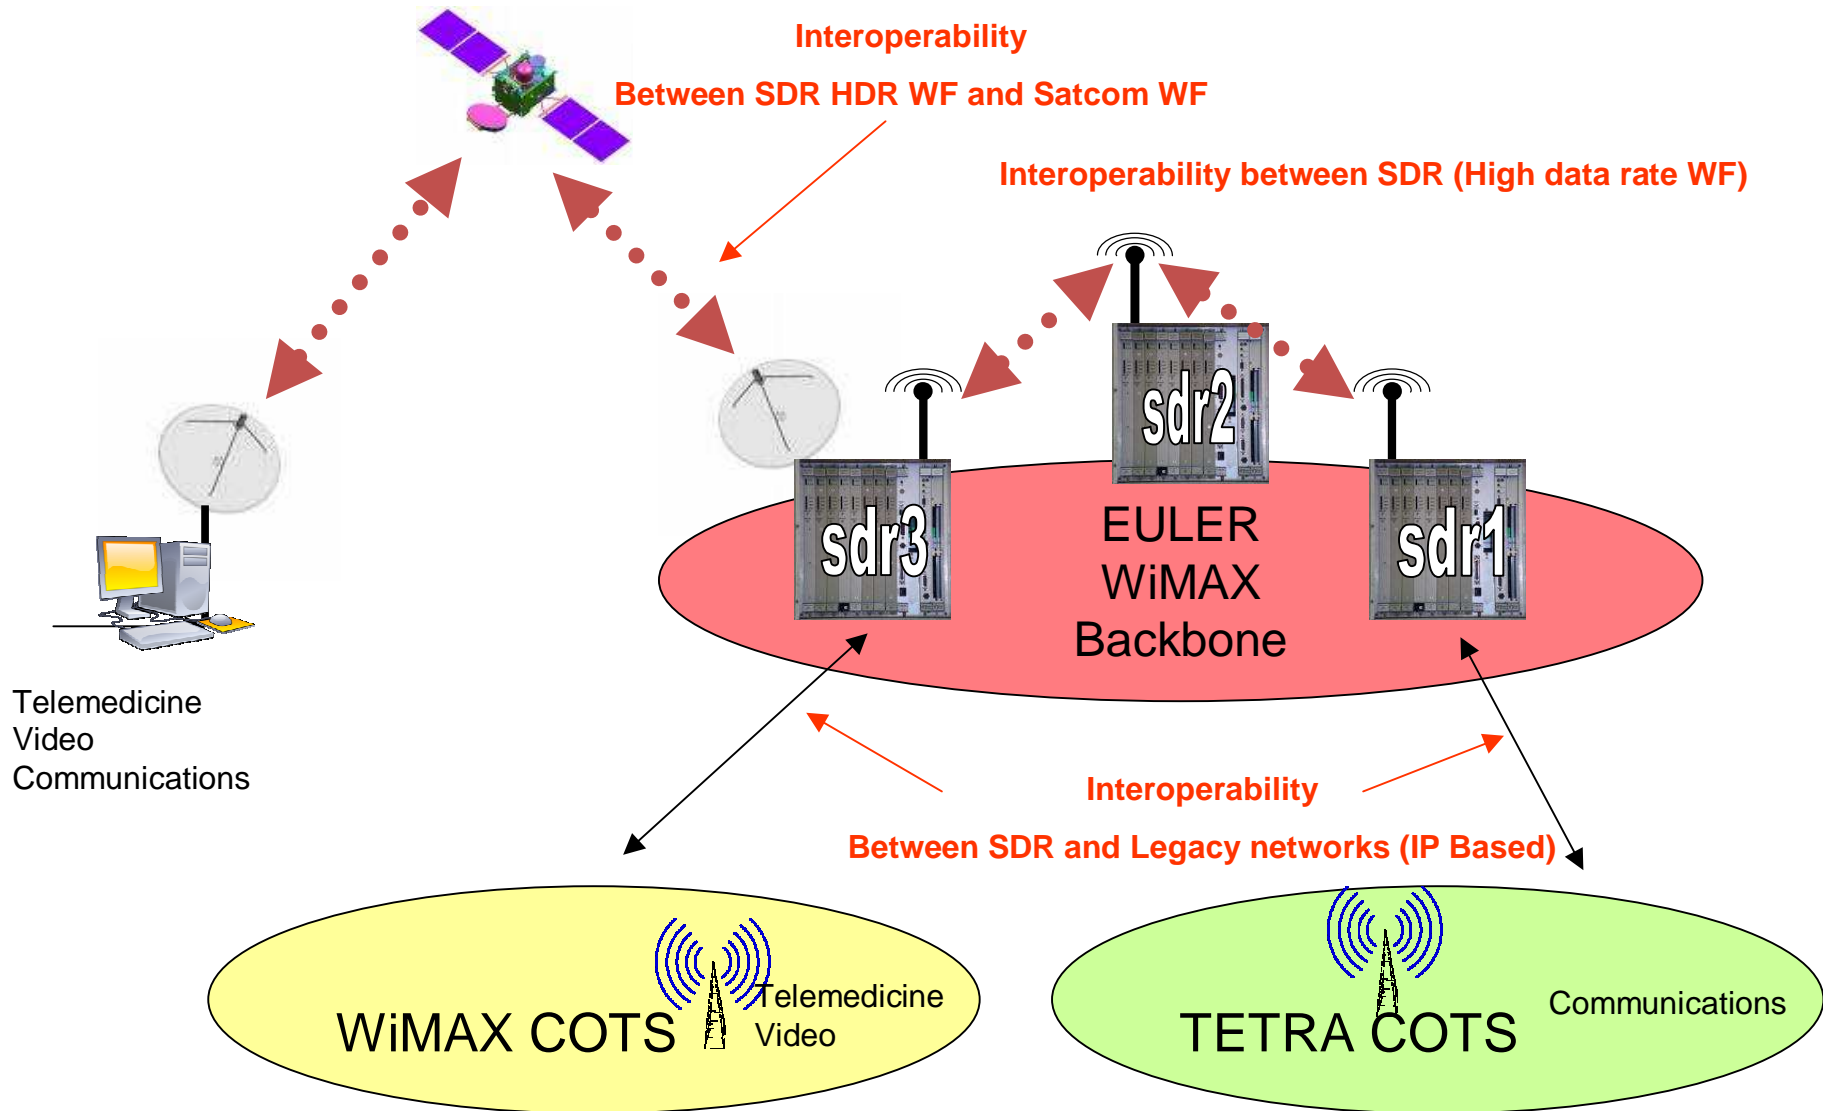 Interoperability
Between SDR HDR WF and Satcom WF
Interoperability between SDR (High data rate WF)
sdr2
sdr3
sdr1
EULER
WiMAX
Backbone
Telemedicine
Video
Communications
Interoperability
Between SDR and Legacy networks (IP Based)
WiMAX COTS
Telemedicine
Video
TETRA COTS
Communications